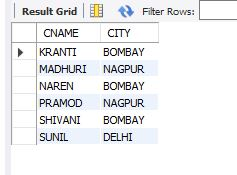 Result Grid Filter Rows:
CNAME CITY
KRANTI BOMBAY
MADHURI NAGPUR
NAREN BOMBAY
PRAMOD NAGPUR
SHIVANI BOMBAY
SUNIL DELHI